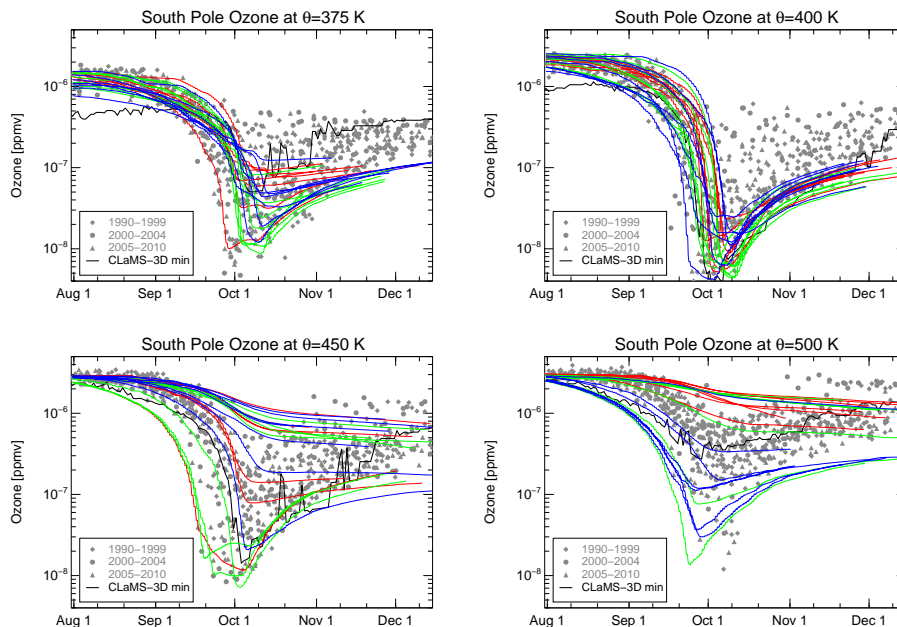 South Pole Ozone at θ=375 K
Ozone [ppmv]
10⁻⁶
10⁻⁷
10⁻⁸
1990−1999
2000−2004
2005−2010
CLaMS−3D min
Aug 1 Sep 1 Oct 1 Nov 1 Dec 1
South Pole Ozone at θ=400 K
Ozone [ppmv]
10⁻⁶
10⁻⁷
10⁻⁸
1990−1999
2000−2004
2005−2010
CLaMS−3D min
Aug 1 Sep 1 Oct 1 Nov 1 Dec 1
South Pole Ozone at θ=450 K
Ozone [ppmv]
10⁻⁶
10⁻⁷
10⁻⁸
1990−1999
2000−2004
2005−2010
CLaMS−3D min
Aug 1 Sep 1 Oct 1 Nov 1 Dec 1
South Pole Ozone at θ=500 K
Ozone [ppmv]
10⁻⁶
10⁻⁷
10⁻⁸
1990−1999
2000−2004
2005−2010
CLaMS−3D min
Aug 1 Sep 1 Oct 1 Nov 1 Dec 1